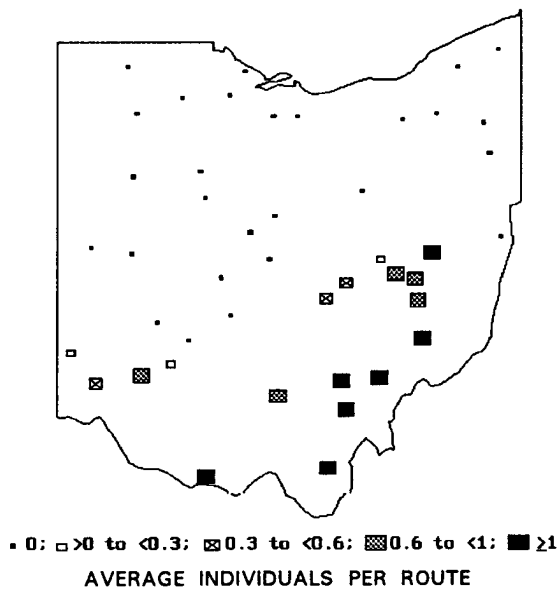 0; >0 to <0.3; 0.3 to <0.6; 0.6 to <1; ≥1
AVERAGE INDIVIDUALS PER ROUTE